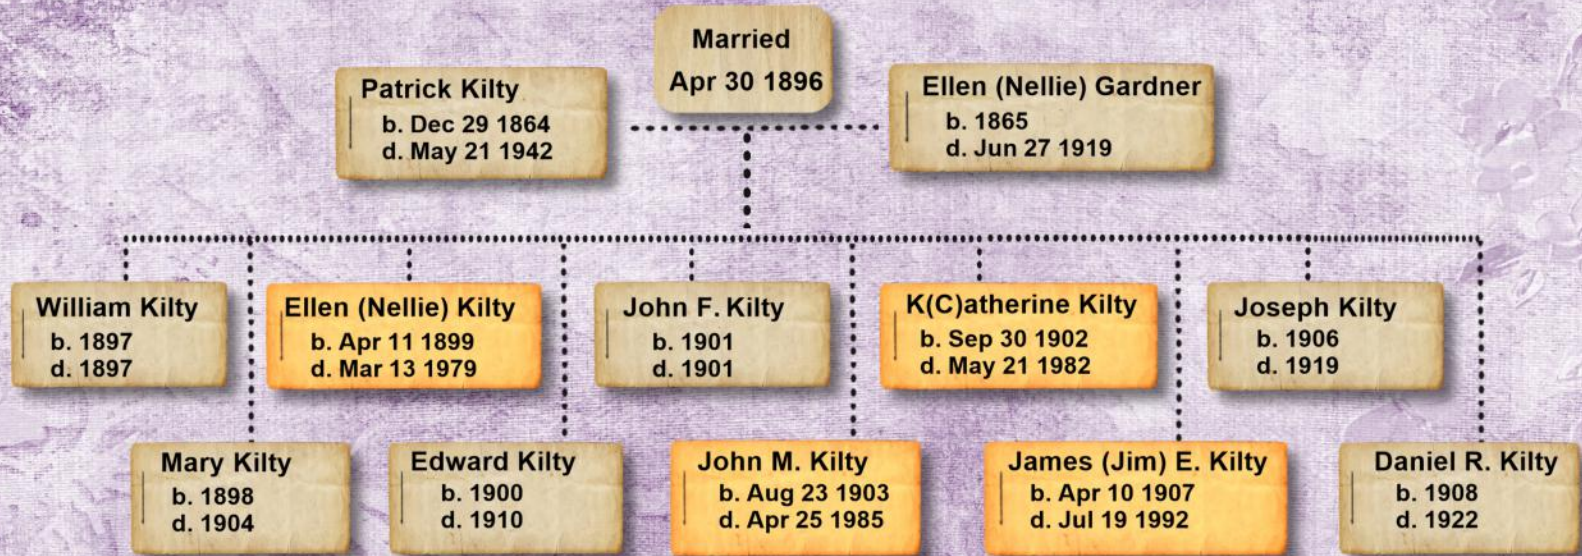 Married
Apr 30 1896
Patrick Kilty
b. Dec 29 1864
d. May 21 1942
Ellen (Nellie) Gardner
b. 1865
d. Jun 27 1919
William Kilty
b. 1897
d. 1897
Ellen (Nellie) Kilty
b. Apr 11 1899
d. Mar 13 1979
John F. Kilty
b. 1901
d. 1901
K(C)atherine Kilty
b. Sep 30 1902
d. May 21 1982
Joseph Kilty
b. 1906
d. 1919
Mary Kilty
b. 1898
d. 1904
Edward Kilty
b. 1900
d. 1910
John M. Kilty
b. Aug 23 1903
d. Apr 25 1985
James (Jim) E. Kilty
b. Apr 10 1907
d. Jul 19 1992
Daniel R. Kilty
b. 1908
d. 1922